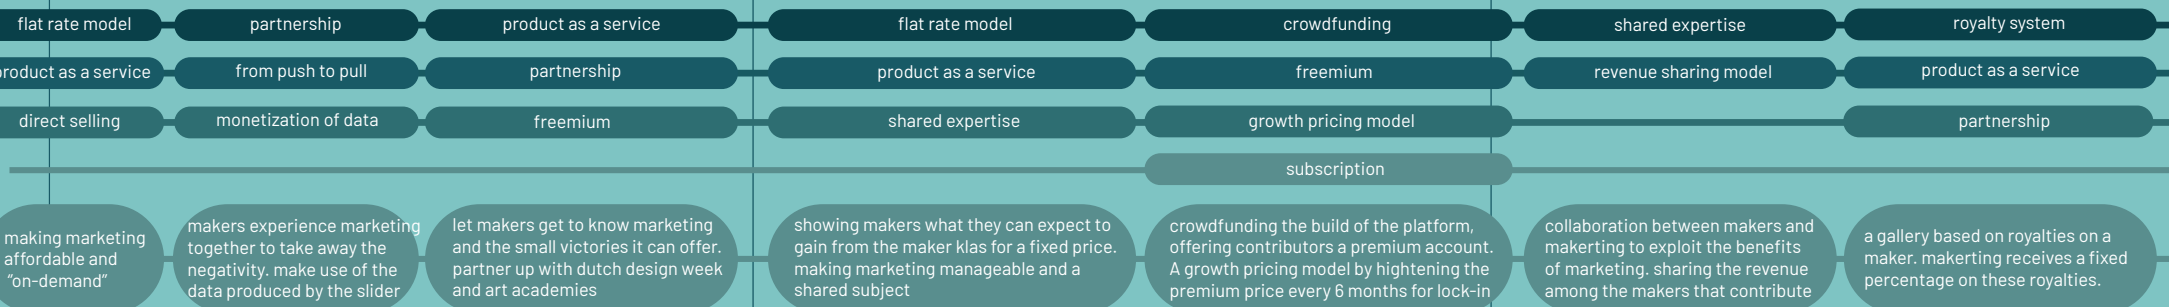 flat rate model
partnership
product as a service
flat rate model
crowdfunding
shared expertise
royalty system
product as a service
from push to pull
partnership
product as a service
freemium
revenue sharing model
product as a service
direct selling
monetization of data
freemium
shared expertise
growth pricing model
partnership
subscription
making marketing
affordable and
“on-demand”
makers experience marketing
together to take away the
negativity. make use of the
data produced by the slider
let makers get to know marketing
and the small victories it can offer.
partner up with dutch design week
and art academies
showing makers what they can expect to
gain from the maker klas for a fixed price.
making marketing manageable and a
shared subject
crowdfunding the build of the platform,
offering contributors a premium account.
A growth pricing model by hightening the
premium price every 6 months for lock-in
collaboration between makers and
makerting to exploit the benefits
of marketing. sharing the revenue
among the makers that contribute
a gallery based on royalties on a
maker. makerting receives a fixed
percentage on these royalties.